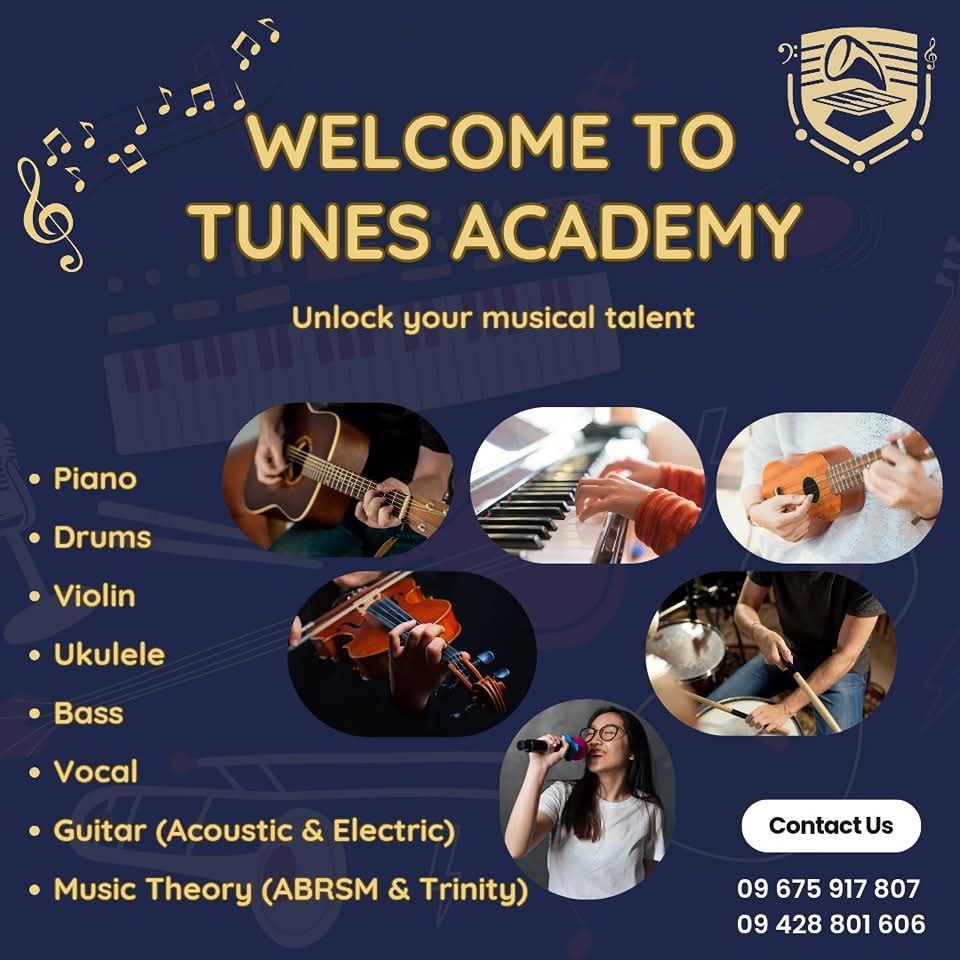 WELCOME TO
TUNES ACADEMY
Unlock your musical talent
• Piano
• Drums
• Violin
• Ukulele
• Bass
• Vocal
• Guitar (Acoustic & Electric)
• Music Theory (ABRSM & Trinity)
Contact Us
09 675 917 807
09 428 801 606